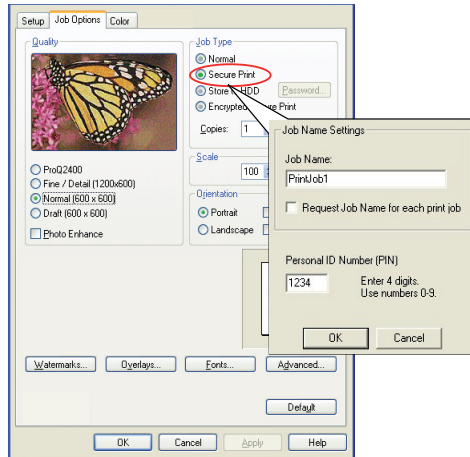 Setup
Job Options
Color
Quality
ProQ2400
Fine / Detail (1200x600)
Normal (600 x 600)
Draft (600 x 600)
Photo Enhance
Job Type
Normal
Secure Print
Store HDD
Password...
Encrypted Print
Copies: 1
Scale
100
Orientation
Portrait
Landscape
Job Name Settings
Job Name:
PrintJob1
Request Job Name for each print job
Personal ID Number (PIN)
1234
Enter 4 digits.
Use numbers 0-9.
OK
Cancel
Watermarks...
Overlays...
Fonts...
Advanced...
Default
OK
Cancel
Apply
Help